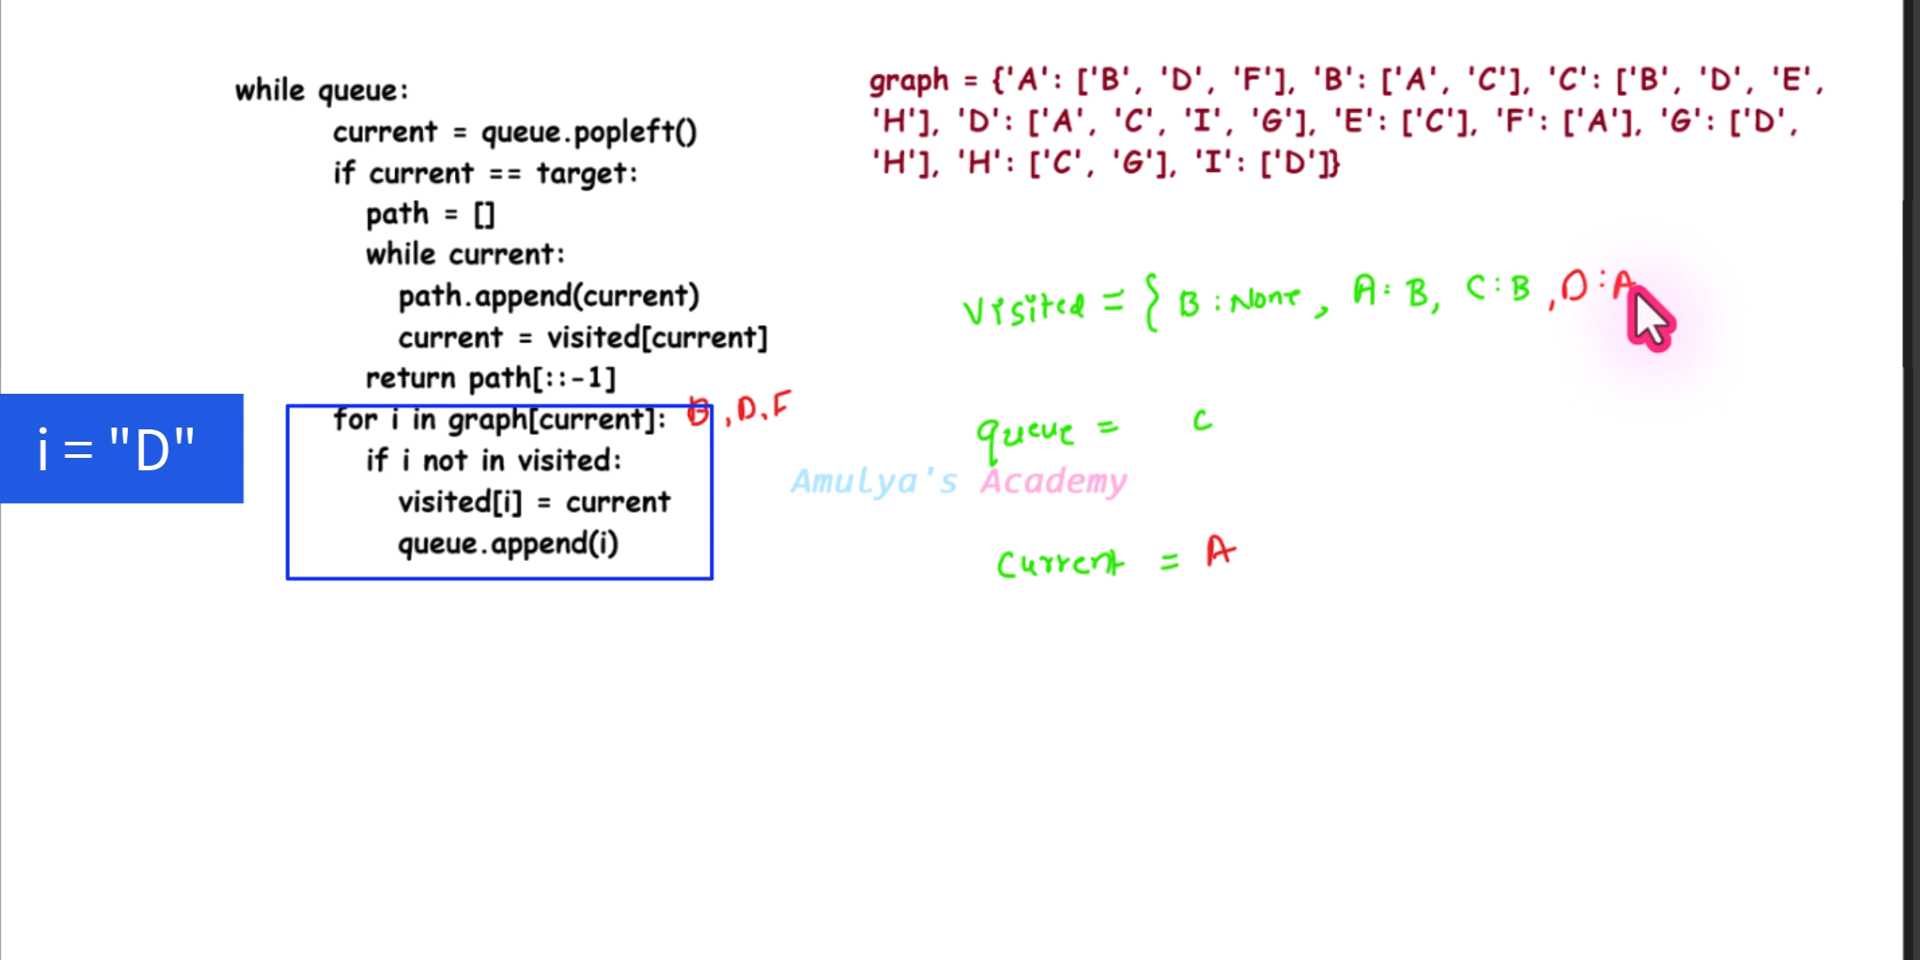 while queue:
current = queue.popleft()
if current == target:
path = []
while current:
path.append(current)
current = visited[current]
return path[::-1]
for i in graph[current]: B, D, F
if i not in visited:
visited[i] = current
queue.append(i)
i = "D"
graph = {'A': ['B', 'D', 'F'], 'B': ['A', 'C'], 'C': ['B', 'D', 'E',
'H'], 'D': ['A', 'C', 'I', 'G'], 'E': ['C'], 'F': ['A'], 'G': ['D',
'H'], 'H': ['C', 'G'], 'I': ['D']}
visited = { B : None, A : B, C : B, D : A
queue = C
Amulya's Academy
current = A